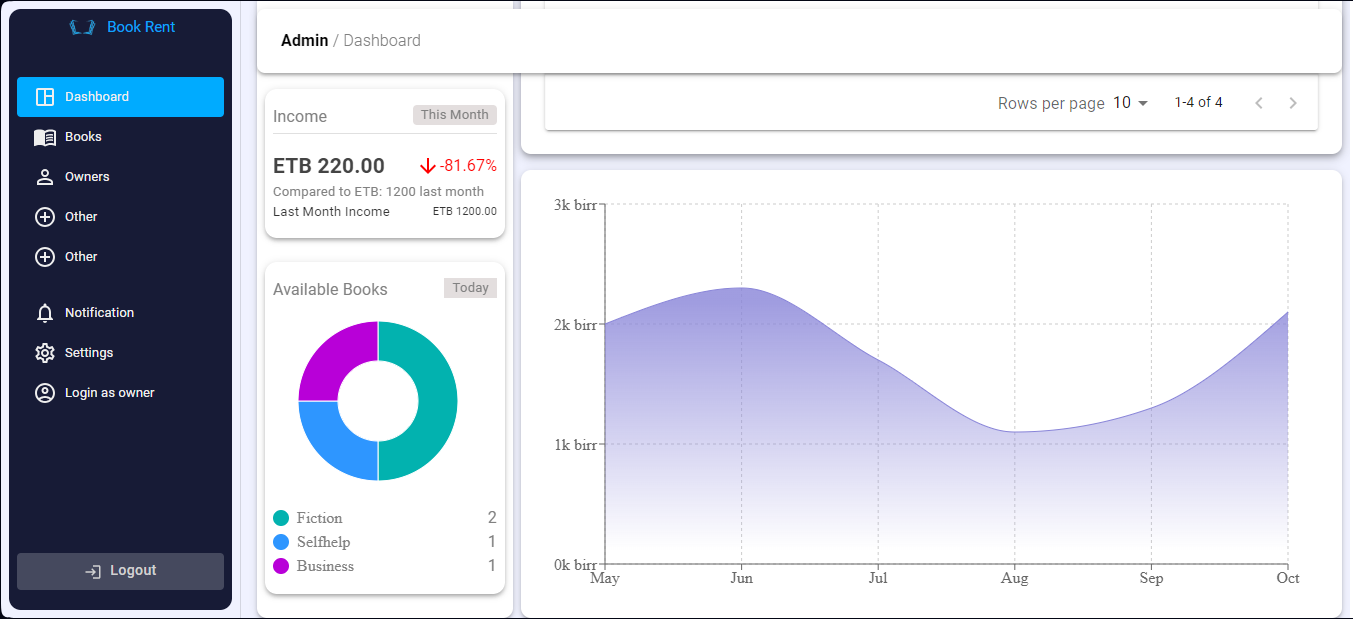 Book Rent
Dashboard
Books
Owners
Other
Other
Notification
Settings
Login as owner
Logout
Admin / Dashboard
Income
This Month
ETB 220.00
-81.67%
Compared to ETB: 1200 last month
Last Month Income
ETB 1200.00
Available Books
Today
Fiction 2
Selfhelp 1
Business 1
Rows per page 10 1-4 of 4
3k birr
2k birr
1k birr
0k birr
May Jun Jul Aug Sep Oct